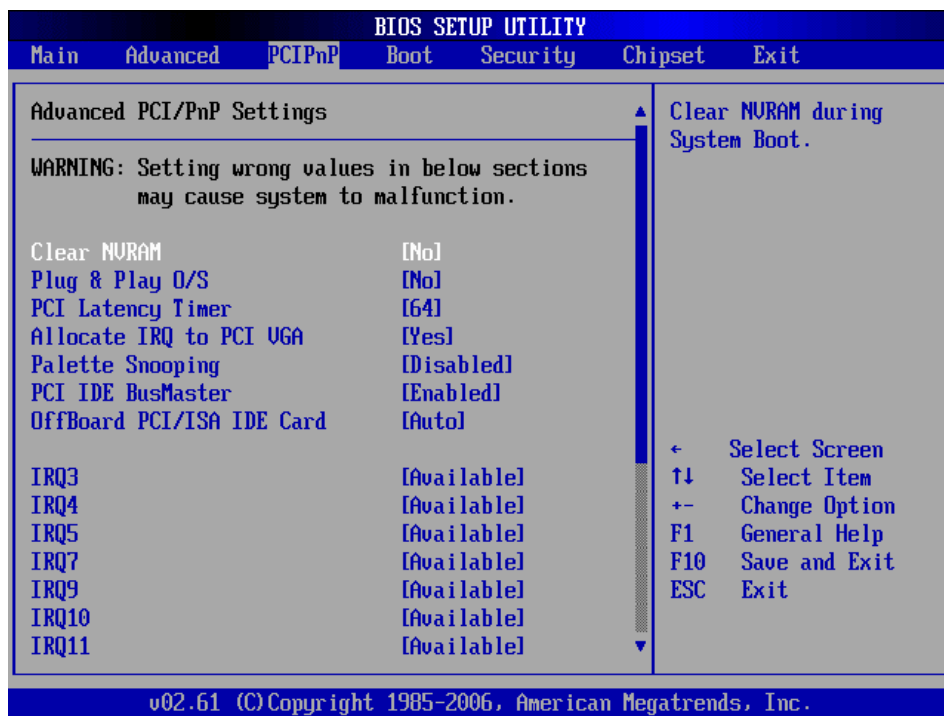 BIOS SETUP UTILITY
Main Advanced PCIPnP Boot Security Chipset Exit
Advanced PCI/PnP Settings
WARNING: Setting wrong values in below sections
may cause system to malfunction.
Clear NVRAM [No]
Plug & Play O/S [No]
PCI Latency Timer [64]
Allocate IRQ to PCI VGA [Yes]
Palette Snooping [Disabled]
PCI IDE BusMaster [Enabled]
OffBoard PCI/ISA IDE Card [Auto]
IRQ3 [Available]
IRQ4 [Available]
IRQ5 [Available]
IRQ7 [Available]
IRQ9 [Available]
IRQ10 [Available]
IRQ11 [Available]
Clear NVRAM during
System Boot.
← Select Screen
↑↓ Select Item
+- Change Option
F1 General Help
F10 Save and Exit
ESC Exit
v02.61 (C)Copyright 1985-2006, American Megatrends, Inc.